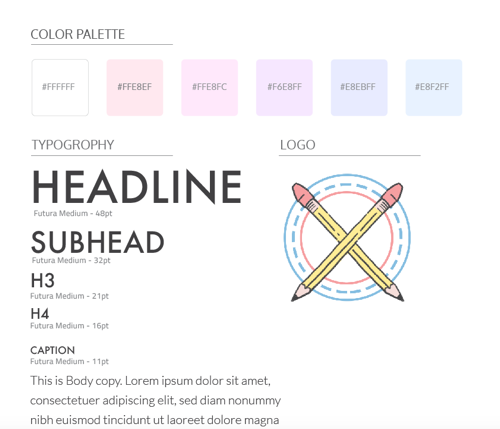 COLOR PALETTE
#FFFFFF #FFE8EF #FFE8FC #F6E8FF #E8EBFF #E8F2FF
TYPOGROPHY
LOGO
HEADLINE
Futura Medium - 48pt
SUBHEAD
Futura Medium - 32pt
H3
Futura Medium - 21pt
H4
Futura Medium - 16pt
CAPTION
Futura Medium - 11pt
This is Body copy. Lorem ipsum dolor sit amet,
consectetuer adipiscing elit, sed diam nonummy
nibh euismod tincidunt ut laoreet dolore magna